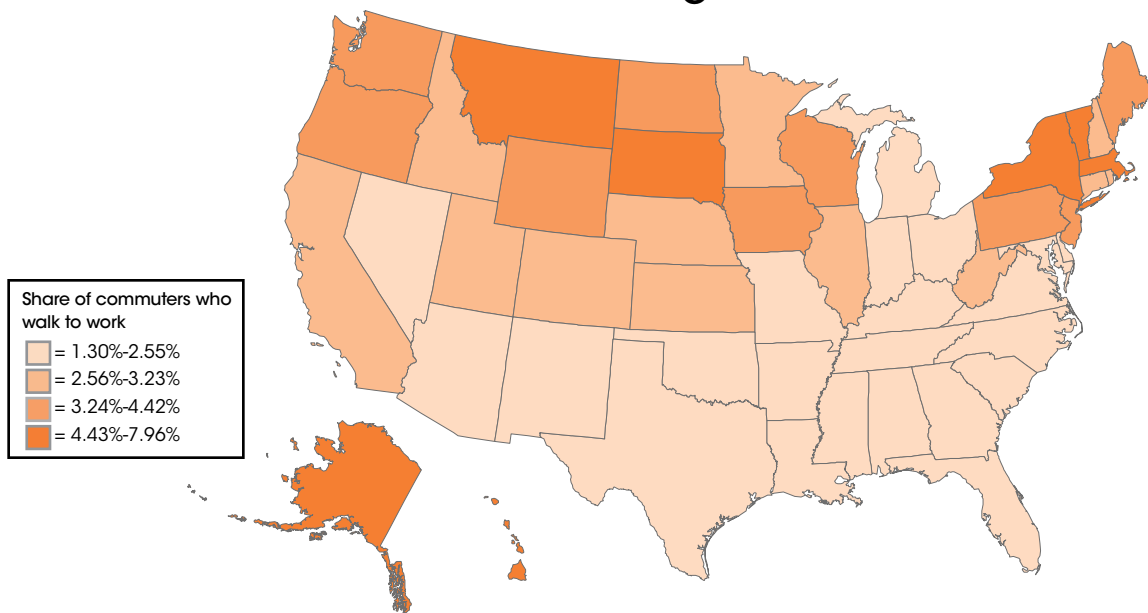 Share of commuters who
walk to work
= 1.30%-2.55%
= 2.56%-3.23%
= 3.24%-4.42%
= 4.43%-7.96%